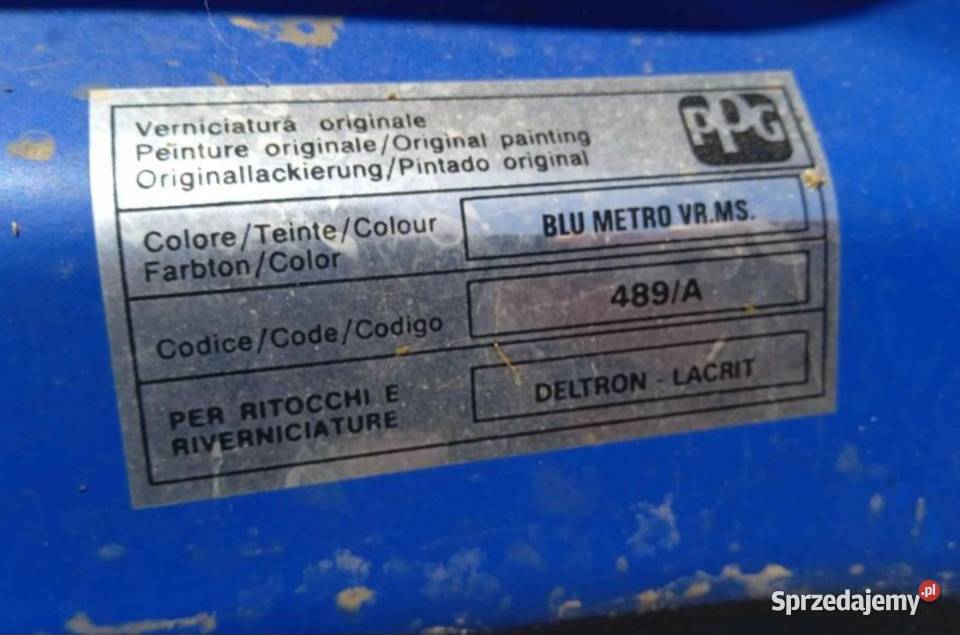 Verniciatura originale
Peinture originale/Original painting
Originallackierung/Pintado original
PPG
Colore/Teinte/Colour
Farbton/Color
BLU METRO VR.MS.
Codice/Code/Codigo
489/A
PER RITOCCHI E
RIVERNICIATURE
DELTRON - LACRIT
Sprzedajemy.pl